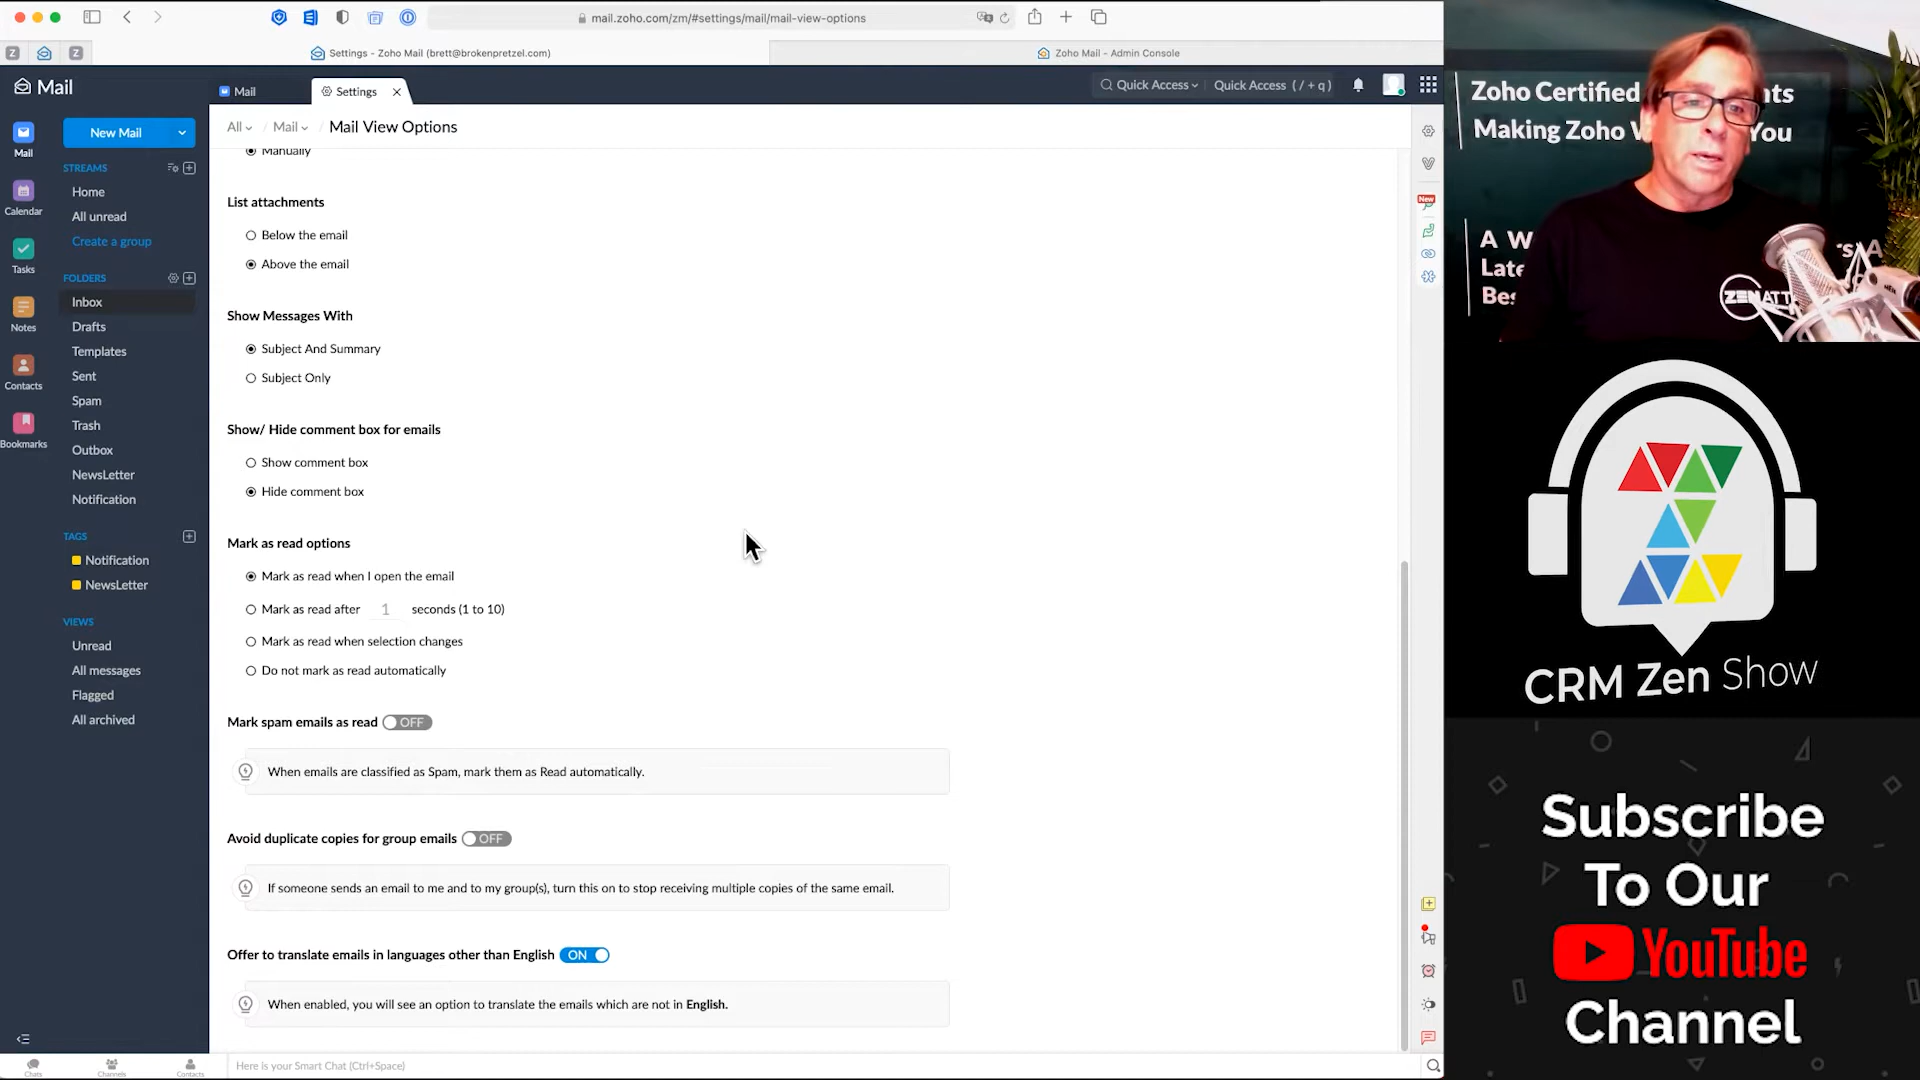 mail.zoho.com/zm/#settings/mail/mail-view-options
Z
Z
Settings - Zoho Mail (brett@brokenpretzel.com)
Zoho Mail - Admin Console
Mail
Mail
Settings
Quick Access
Quick Access ( / + q )
All / Mail / Mail View Options
Mail
Calendar
Tasks
Notes
Contacts
Bookmarks
New Mail
STREAMS
Home
All unread
Create a group
FOLDERS
Inbox
Drafts
Templates
Sent
Spam
Trash
Outbox
NewsLetter
Notification
TAGS
Notification
NewsLetter
VIEWS
Unread
All messages
Flagged
All archived
Manually
List attachments
Below the email
Above the email
Show Messages With
Subject And Summary
Subject Only
Show/ Hide comment box for emails
Show comment box
Hide comment box
Mark as read options
Mark as read when I open the email
Mark as read after 1 seconds (1 to 10)
Mark as read when selection changes
Do not mark as read automatically
Mark spam emails as read OFF
When emails are classified as Spam, mark them as Read automatically.
Avoid duplicate copies for group emails OFF
If someone sends an email to me and to my group(s), turn this on to stop receiving multiple copies of the same email.
Offer to translate emails in languages other than English ON
When enabled, you will see an option to translate the emails which are not in English.
Chats
Channels
Contacts
Here is your Smart Chat (Ctrl+Space)
New
Zoho Certified
Making Zoho
You
A W
Late
Bes
ZENATT
CRM Zen Show
Subscribe
To Our
YouTube
Channel